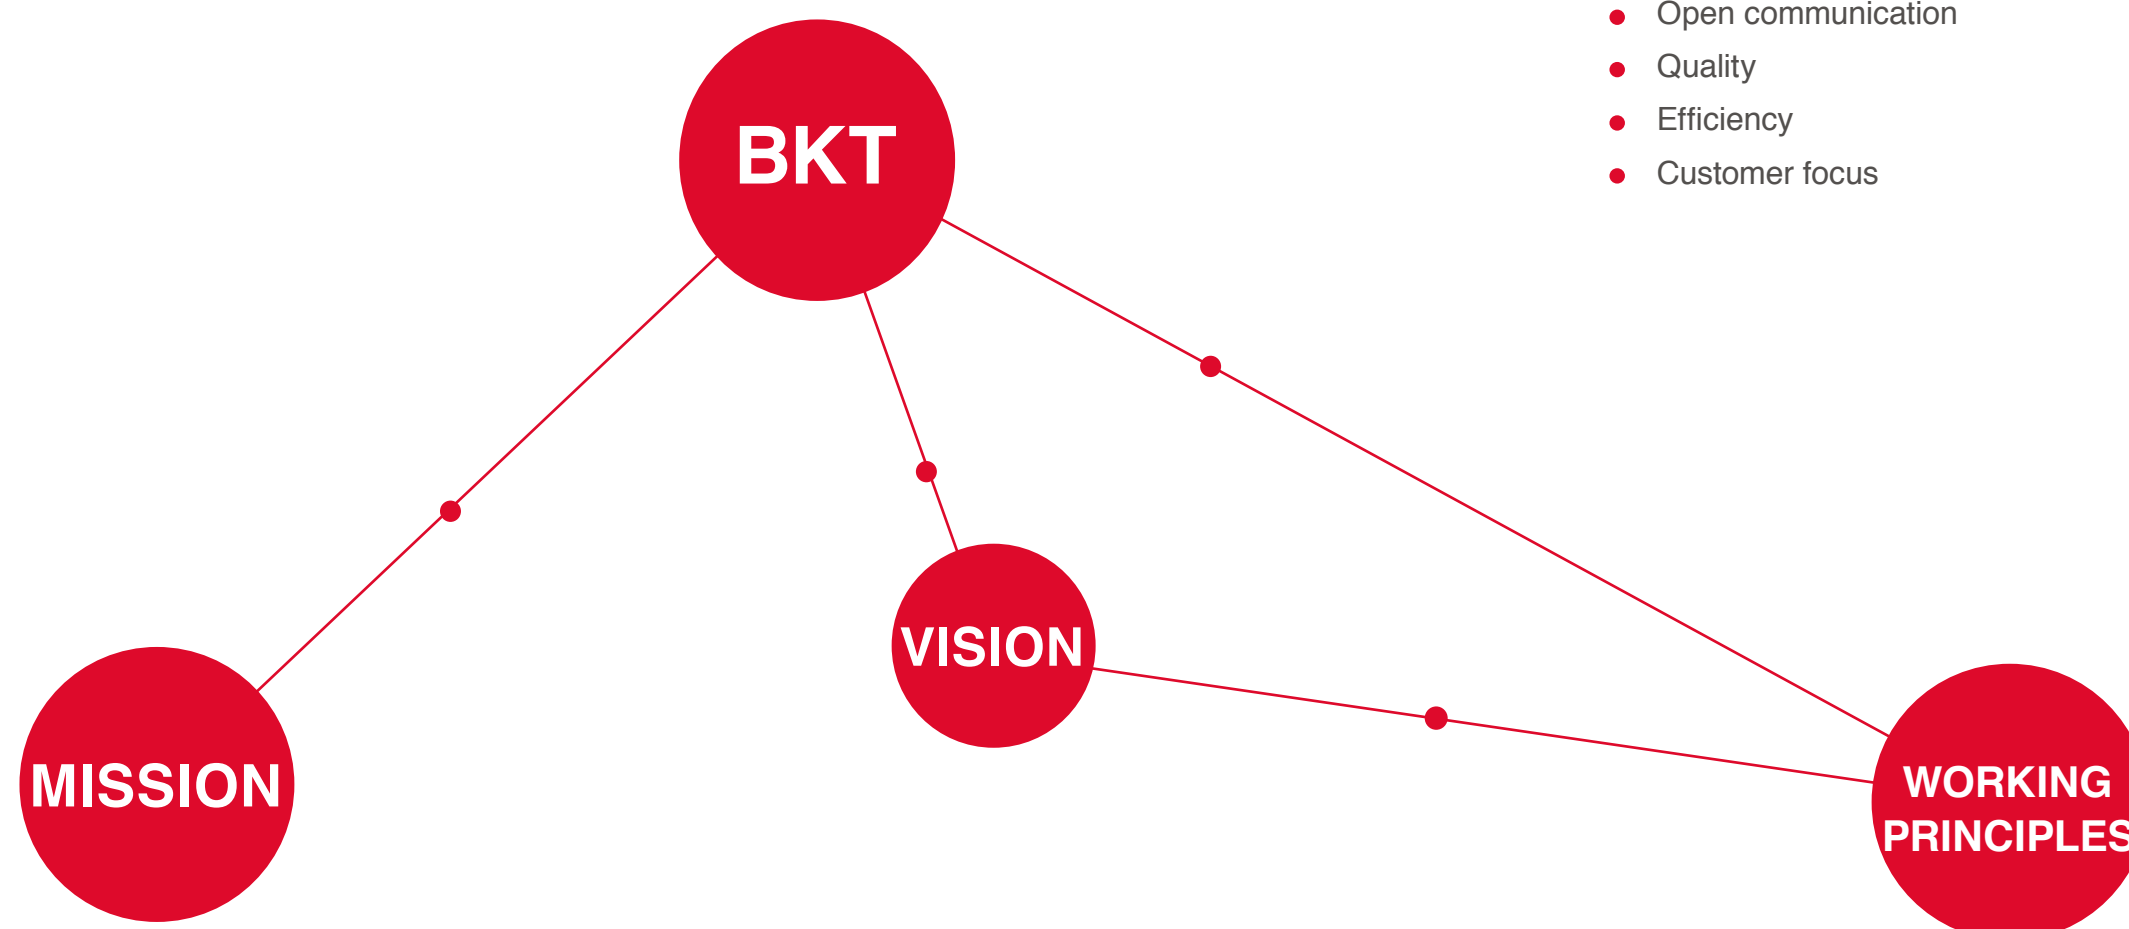 Open communication
Quality
Efficiency
Customer focus
BKT
VISION
MISSION
WORKING
PRINCIPLES